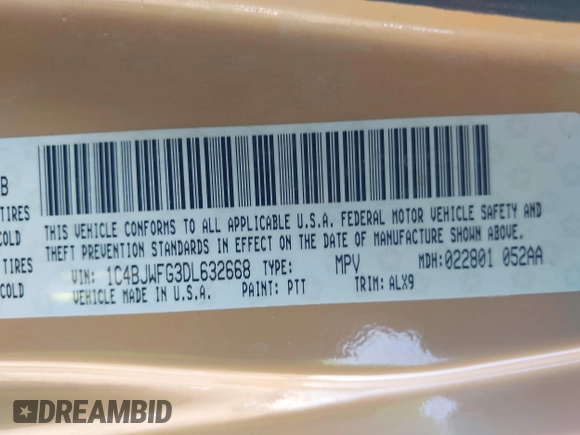 B
TIRES
COLD
TIRES
COLD
THIS VEHICLE CONFORMS TO ALL APPLICABLE U.S.A. FEDERAL MOTOR VEHICLE SAFETY AND
THEFT PREVENTION STANDARDS IN EFFECT ON THE DATE OF MANUFACTURE SHOWN ABOVE.
VIN: 1C4BJWFG3DL632668 TYPE: MPV MDH:022801 052AA
VEHICLE MADE IN U.S.A. PAINT: PTT TRIM: ALX9
DREAMBID